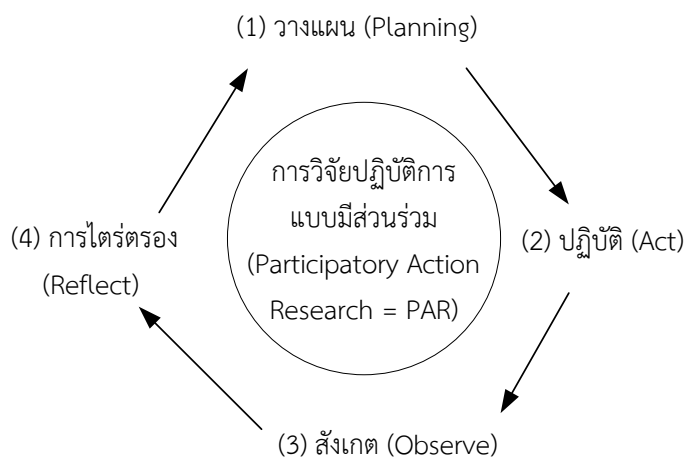 (1) วางแผน (Planning)
การวิจัยปฏิบัติการ
แบบมีส่วนร่วม
(Participatory Action
Research = PAR)
(2) ปฏิบัติ (Act)
(3) สังเกต (Observe)
(4) การไตร่ตรอง
(Reflect)